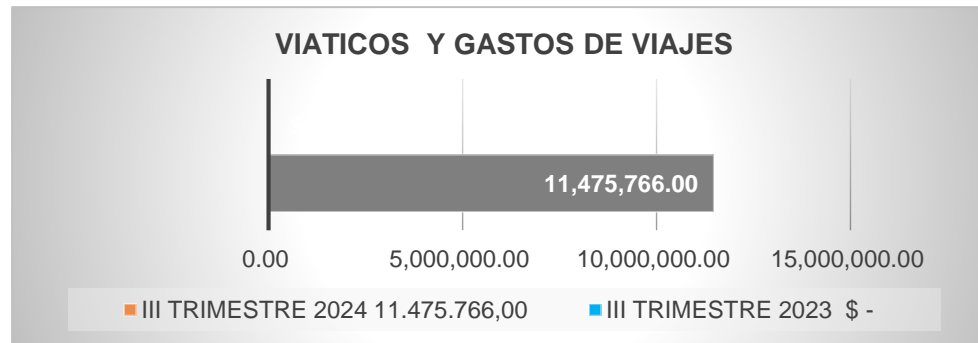 VIATICOS Y GASTOS DE VIAJES
11,475,766.00
0.00 5,000,000.00 10,000,000.00 15,000,000.00
III TRIMESTRE 2024 11.475.766,00 III TRIMESTRE 2023 $ -